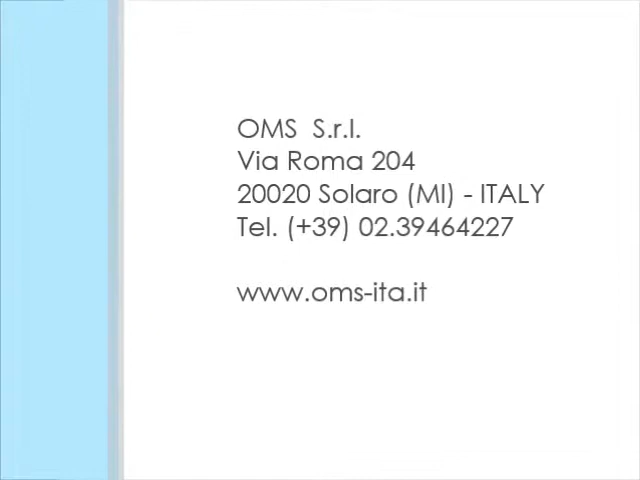 OMS  S.r.l.
Via Roma 204
20020 Solaro (MI) - ITALY
Tel. (+39) 02.39464227
www.oms-ita.it